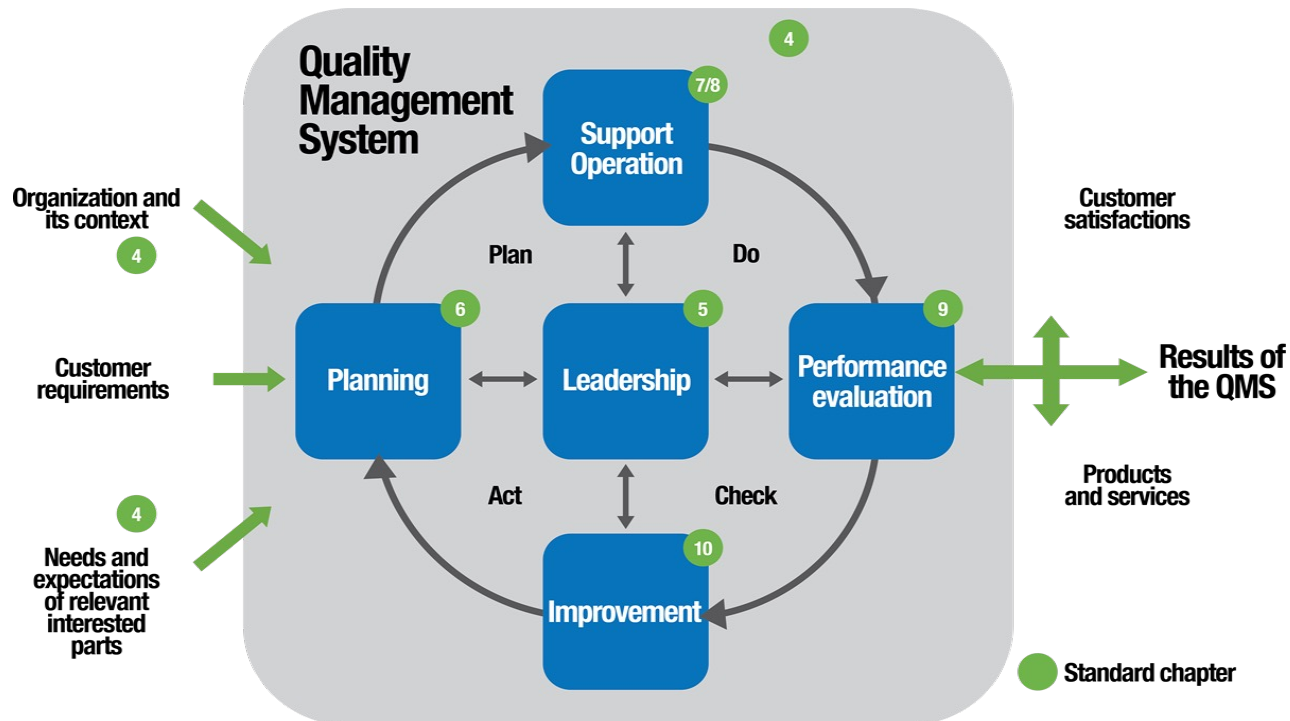 Quality
Management
System
4
7/8
Support
Operation
Organization and
its context
4
Customer
satisfactions
Plan
Do
6
5
9
Customer
requirements
Planning
Leadership
Performance
evaluation
Results of
the QMS
4
Needs and
expectations
of relevant
interested
parts
Act
Check
Products
and services
10
Improvement
Standard chapter